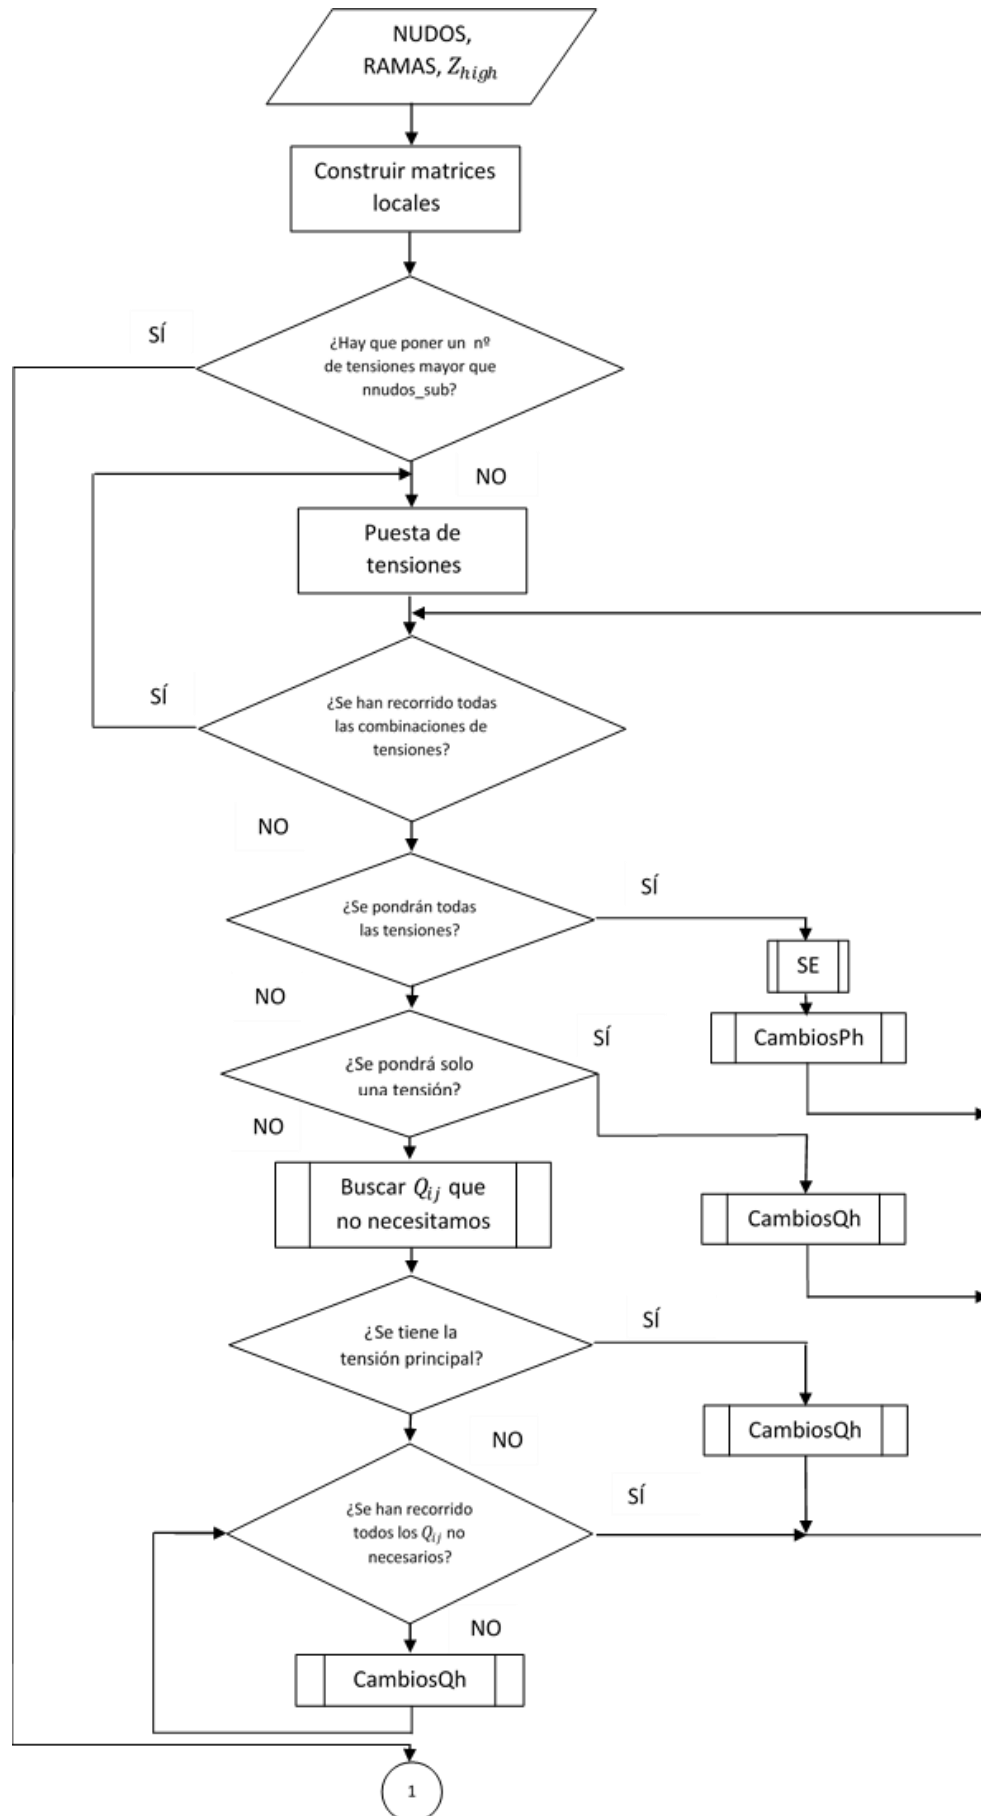 NUDOS,
RAMAS, Z_high
Construir matrices
locales
SÍ
¿Hay que poner un nº
de tensiones mayor que
nnudos_sub?
NO
Puesta de
tensiones
SÍ
¿Se han recorrido todas
las combinaciones de
tensiones?
NO
SÍ
¿Se pondrán todas
las tensiones?
SE
NO
SÍ
CambiosPh
¿Se pondrá solo
una tensión?
NO
Buscar Q_ij que
no necesitamos
CambiosQh
SÍ
¿Se tiene la
tensión principal?
CambiosQh
NO
SÍ
¿Se han recorrido
todos los Q_ij no
necesarios?
NO
CambiosQh
1